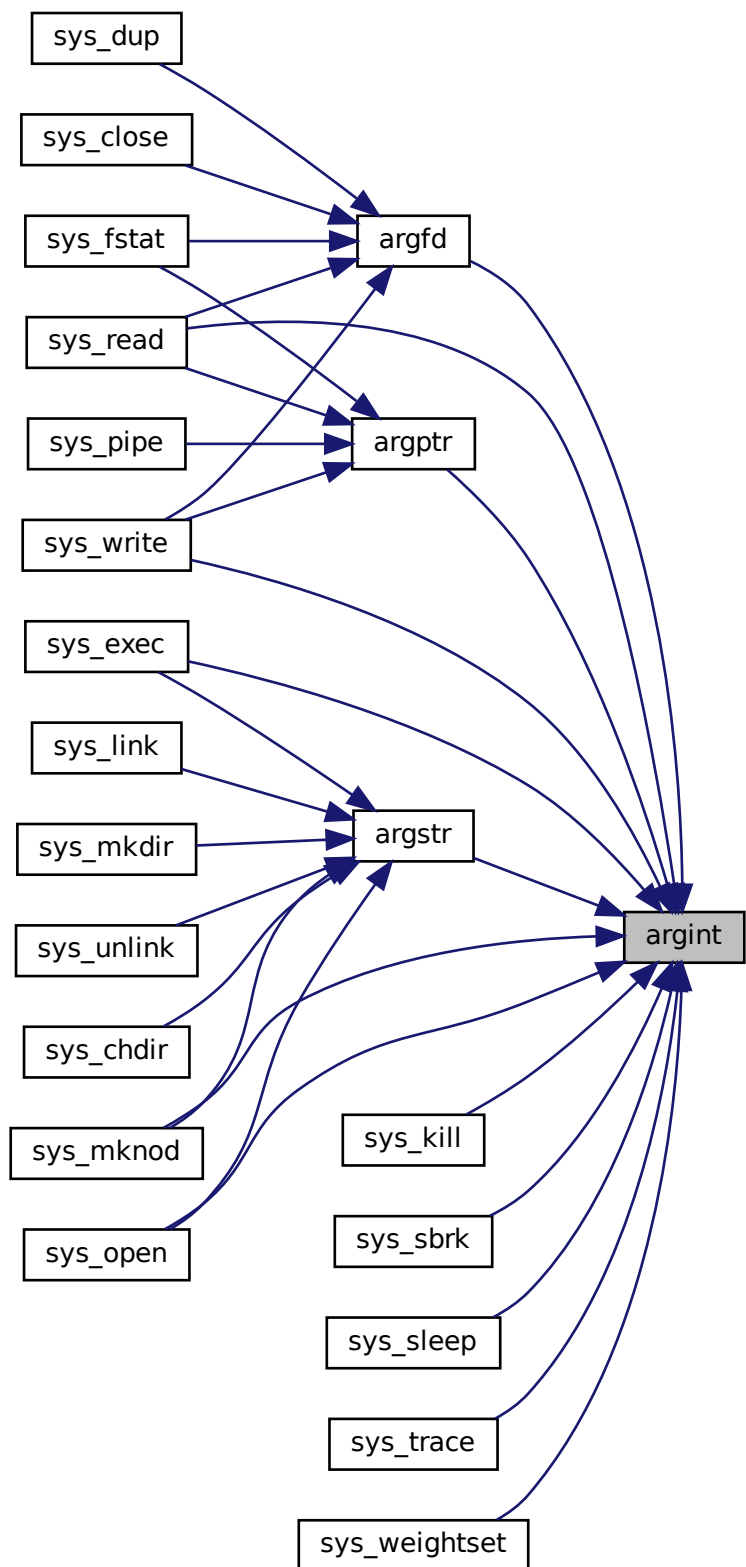 sys_dup
sys_close
sys_fstat
argfd
sys_read
sys_pipe
argptr
sys_write
sys_exec
sys_link
argstr
sys_mkdir
sys_unlink
argint
sys_chdir
sys_kill
sys_mknod
sys_sbrk
sys_open
sys_sleep
sys_trace
sys_weightset